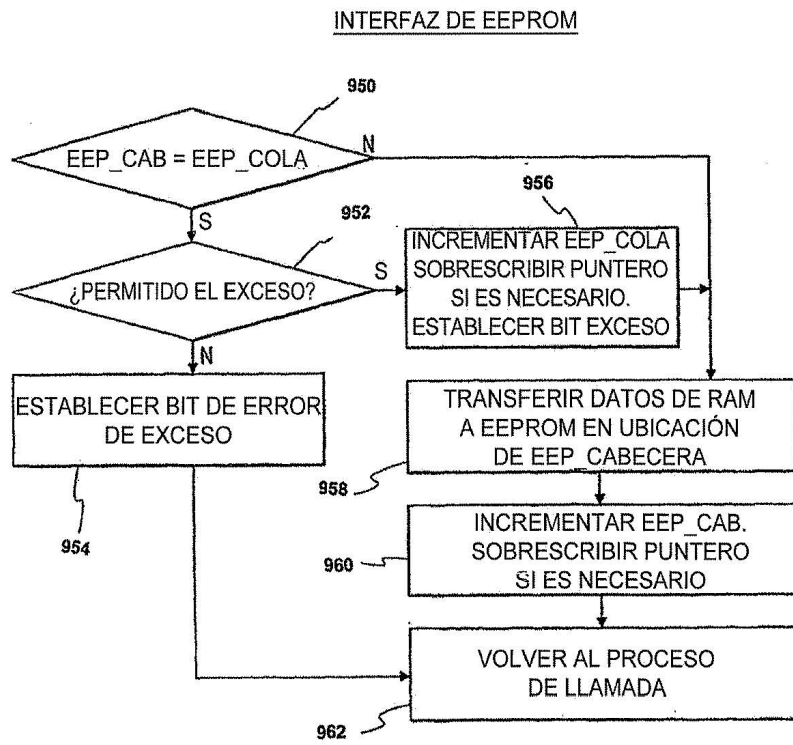 INTERFAZ DE EEPROM
950
EEP_CAB = EEP_COLA
N
S
952
¿PERMITIDO EL EXCESO?
S
N
956
INCREMENTAR EEP_COLA
SOBRESCRIBIR PUNTERO
SI ES NECESARIO.
ESTABLECER BIT EXCESO
ESTABLECER BIT DE ERROR
DE EXCESO
954
TRANSFERIR DATOS DE RAM
A EEPROM EN UBICACIÓN
DE EEP_CABECERA
958
INCREMENTAR EEP_CAB.
SOBRESCRIBIR PUNTERO
SI ES NECESARIO
960
VOLVER AL PROCESO
DE LLAMADA
962